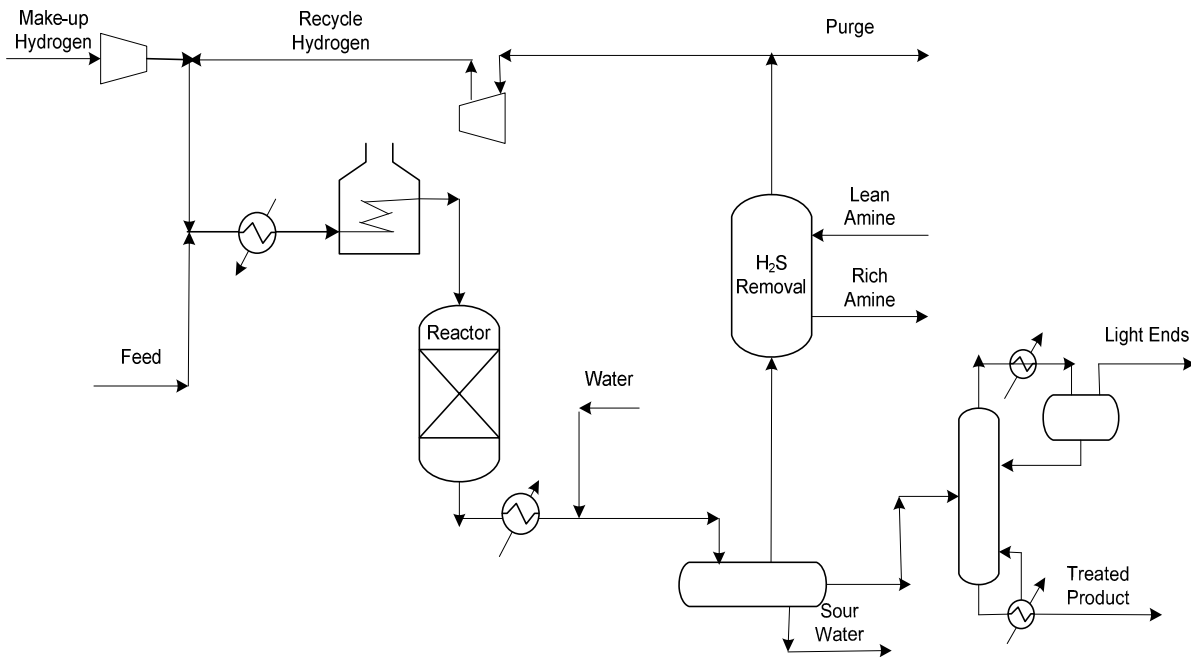 Make-up
Hydrogen
Recycle
Hydrogen
Purge
Lean
Amine
H₂S
Removal
Rich
Amine
Reactor
Feed
Water
Light Ends
Treated
Product
Sour
Water